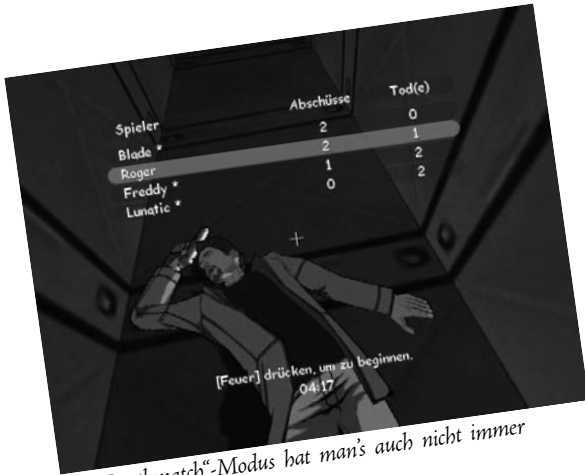 Spieler Abschüsse Tod(e)
Blade * 2 0
Roger 2 1
Freddy * 1 2
Lunatic * 0 2
[Feuer] drücken, um zu beginnen.
04:17
match“-Modus hat man's auch nicht immer